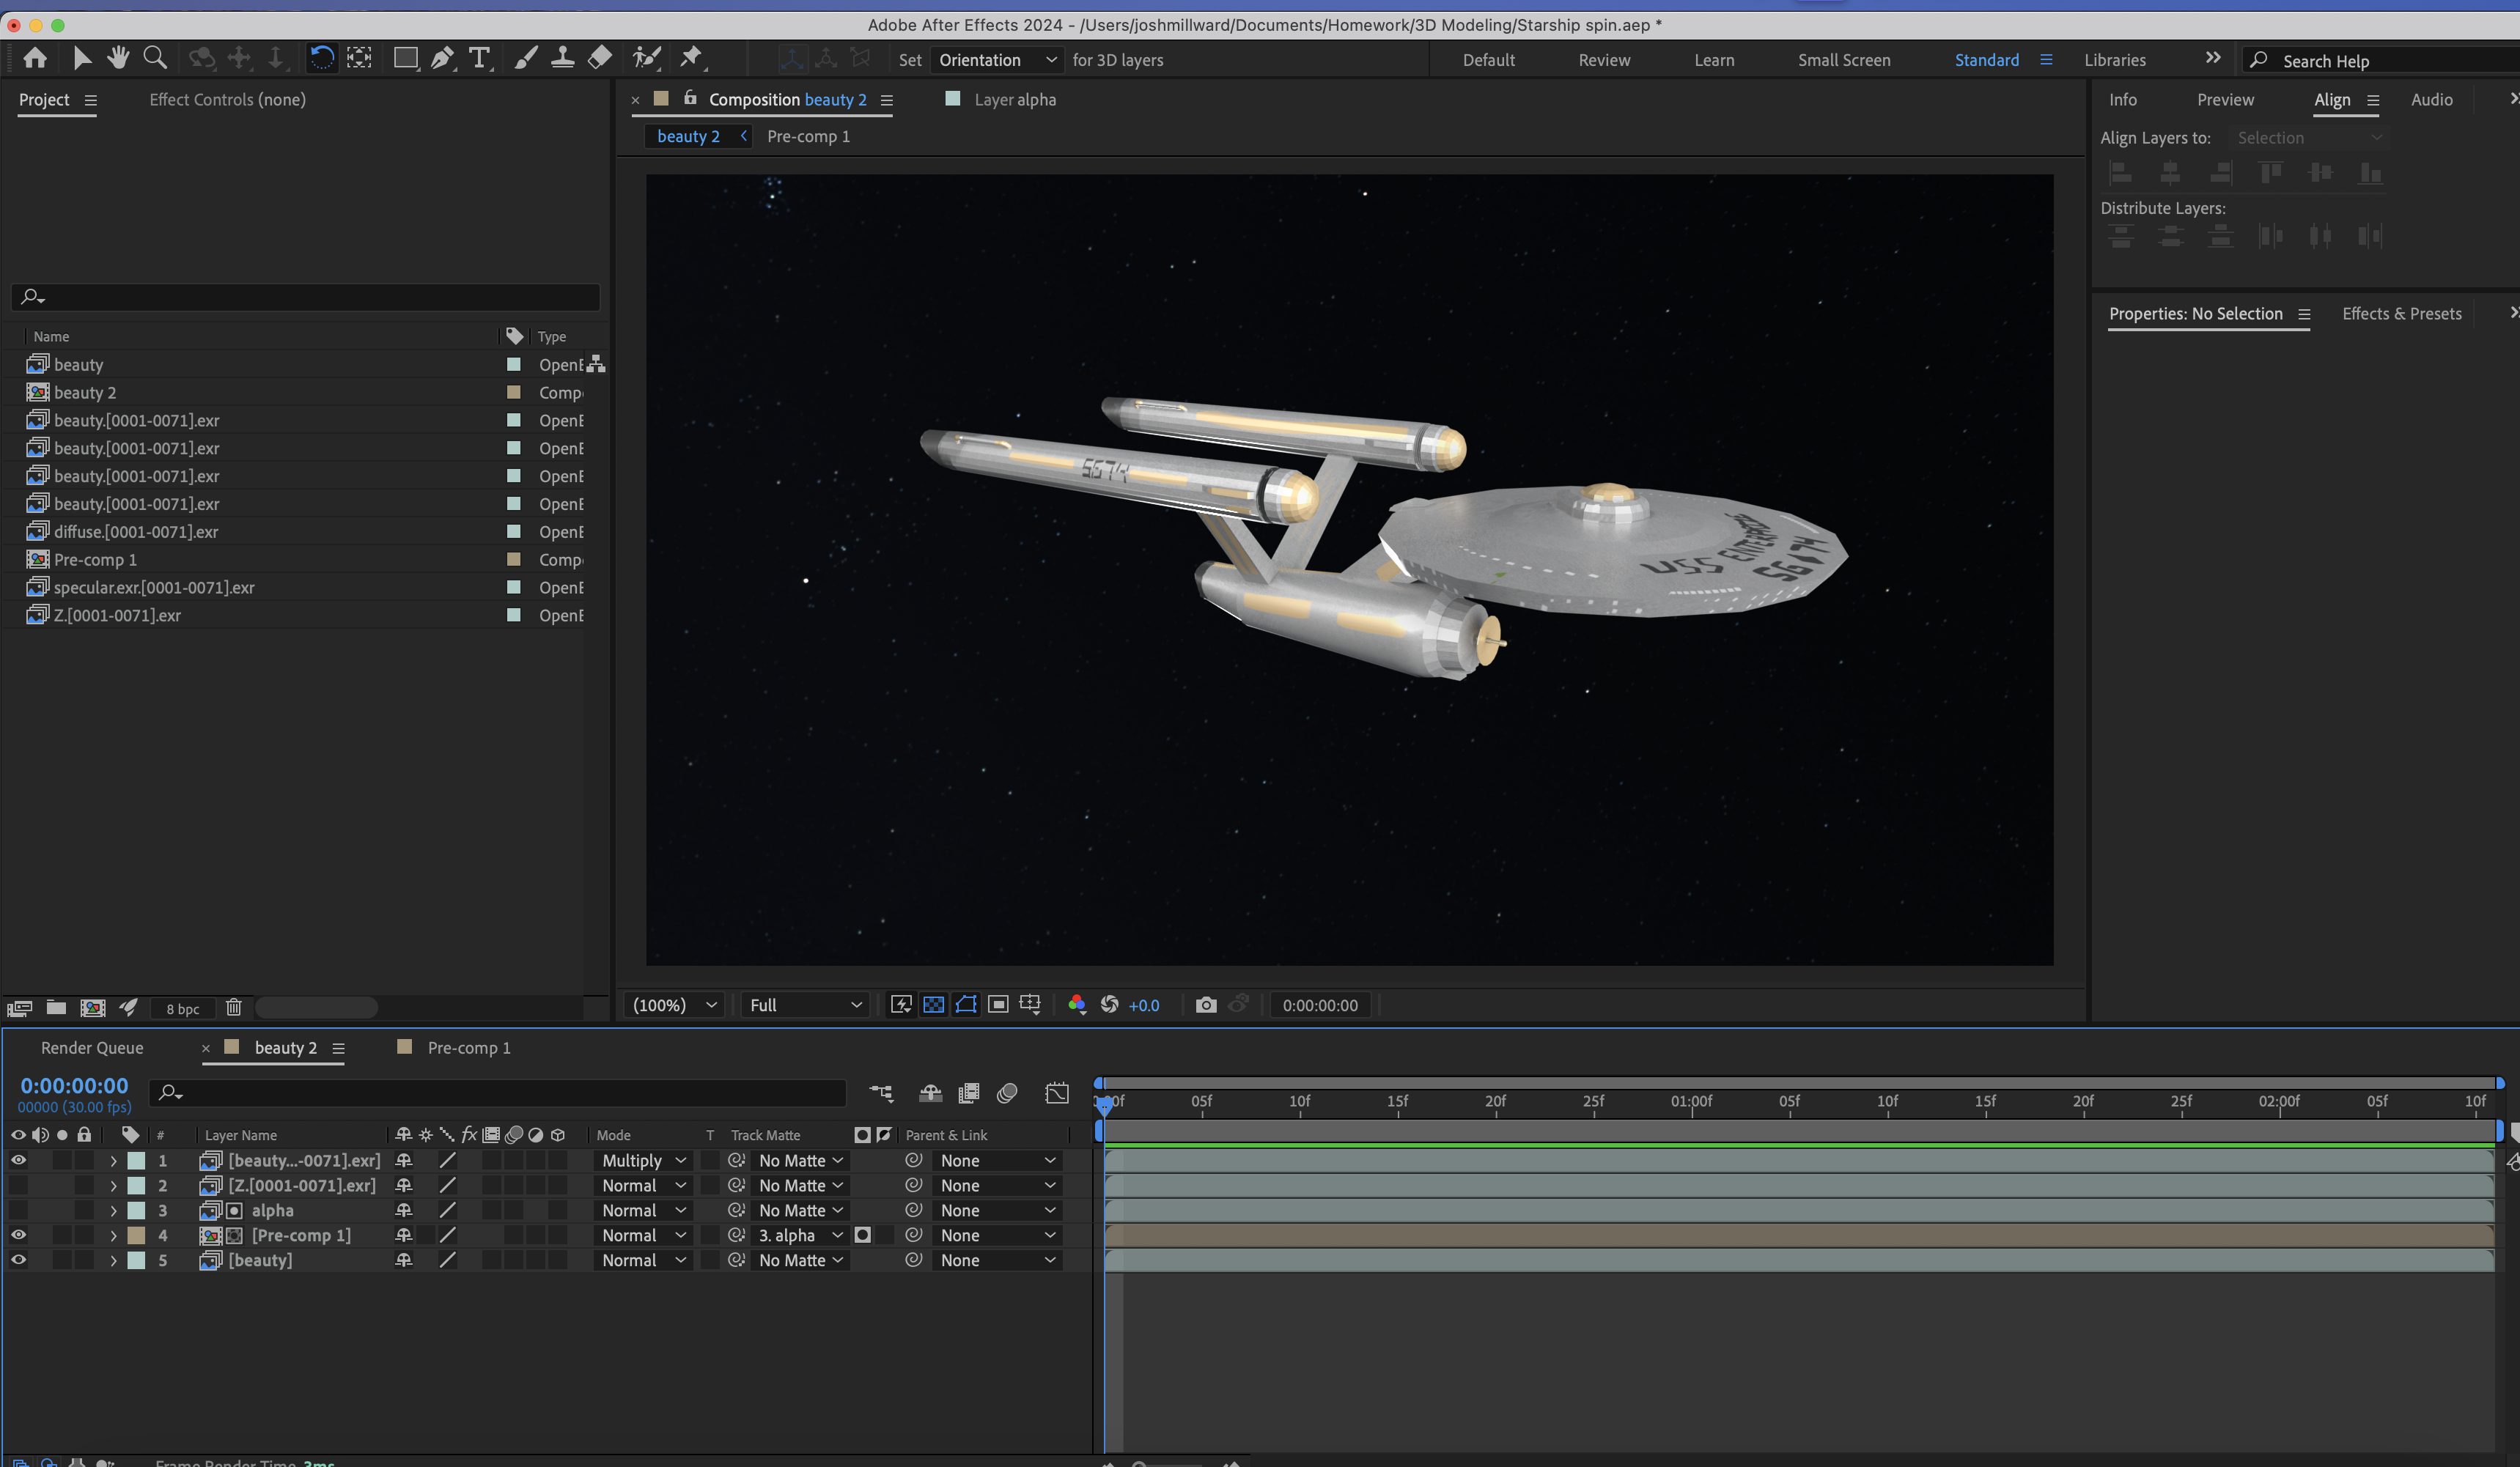 Adobe After Effects 2024 - /Users/joshmillward/Documents/Homework/3D Modeling/Starship spin.aep *
Set Orientation for 3D layers
Default Review Learn Small Screen Standard Libraries Search Help
Project Effect Controls (none)
Composition beauty 2 Layer alpha
beauty 2 Pre-comp 1
Info Preview Align Audio
Align Layers to: Selection
Distribute Layers:
Properties: No Selection Effects & Presets
Name Type
beauty OpenE
beauty 2 Comp
beauty.[0001-0071].exr OpenE
beauty.[0001-0071].exr OpenE
beauty.[0001-0071].exr OpenE
beauty.[0001-0071].exr OpenE
diffuse.[0001-0071].exr OpenE
Pre-comp 1 Comp
specular.exr.[0001-0071].exr OpenE
Z.[0001-0071].exr OpenE
8 bpc
SG74
USS ENTERPRISE
SG 74
(100%) Full +0.0 0:00:00:00
Render Queue beauty 2 Pre-comp 1
0:00:00:00
00000 (30.00 fps)
05f 10f 15f 20f 25f 01:00f 05f 10f 15f 20f 25f 02:00f 05f 10f
# Layer Name Mode T Track Matte Parent & Link
1 [beauty...-0071].exr] Multiply No Matte None
2 [Z.[0001-0071].exr] Normal No Matte None
3 alpha Normal No Matte None
4 [Pre-comp 1] Normal 3. alpha None
5 [beauty] Normal No Matte None
Frame Render Time 3ms